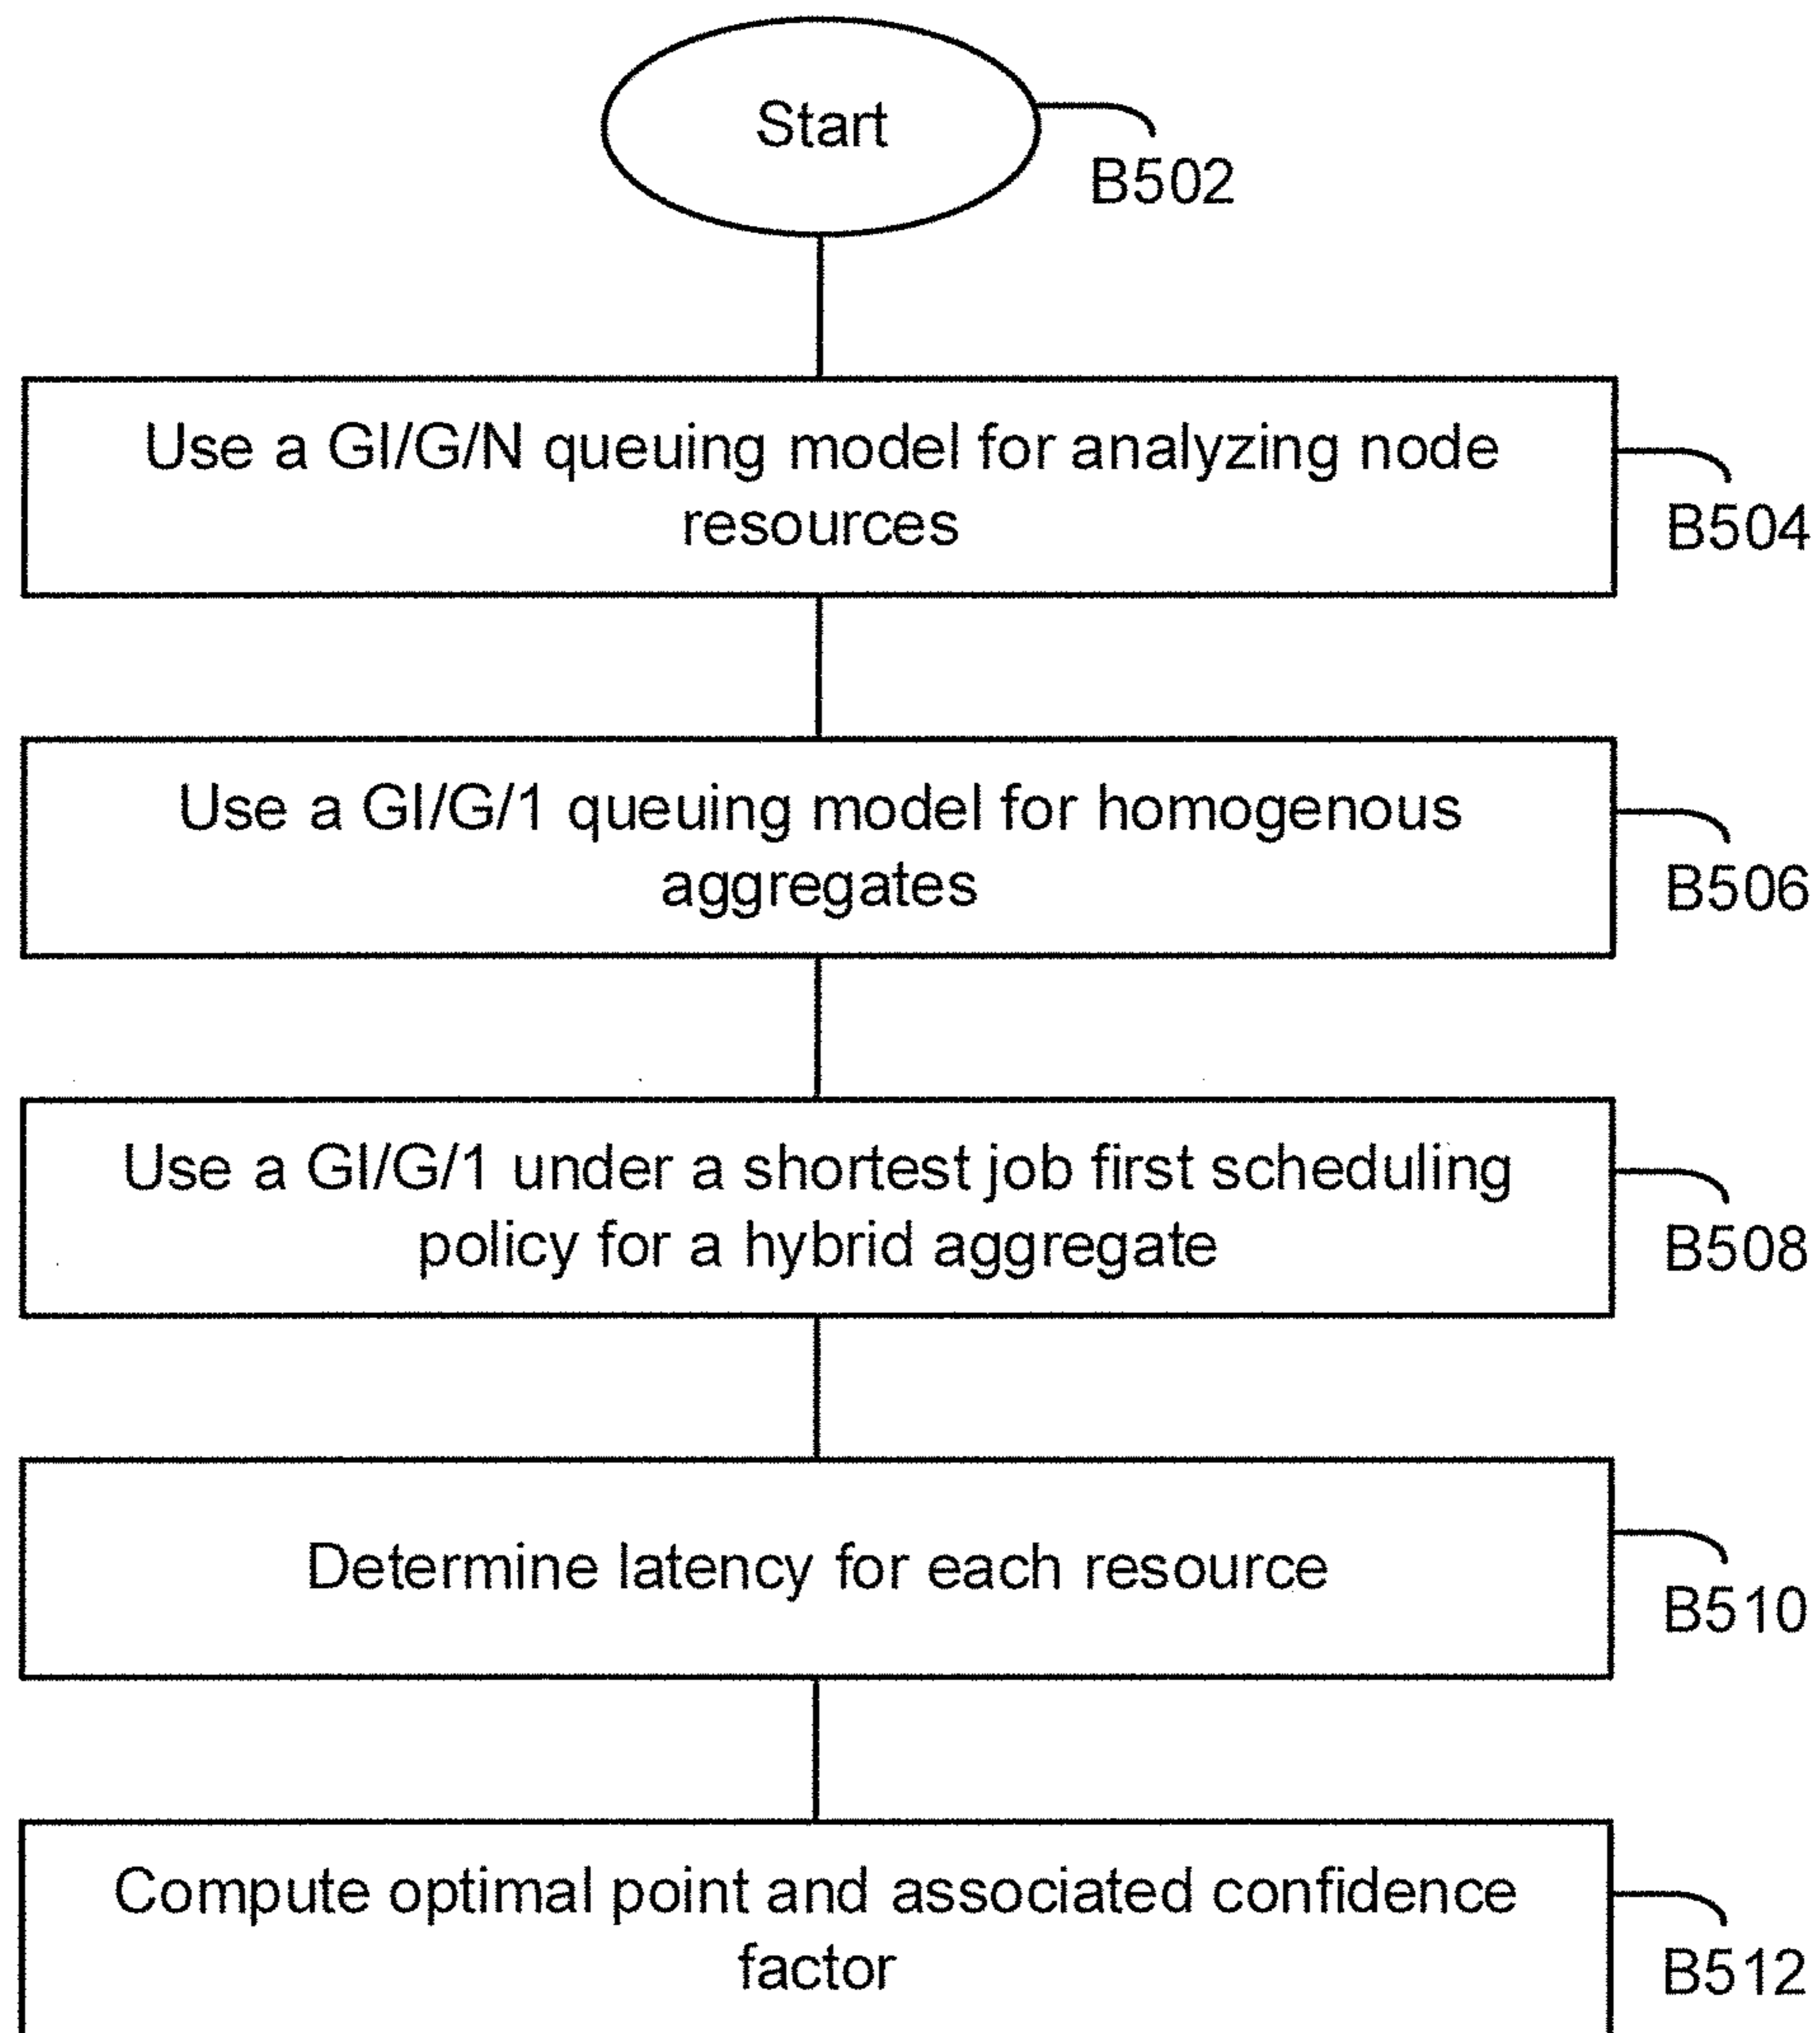 Start
B502
Use a GI/G/N queuing model for analyzing node
resources
B504
Use a GI/G/1 queuing model for homogenous
aggregates
B506
Use a GI/G/1 under a shortest job first scheduling
policy for a hybrid aggregate
B508
Determine latency for each resource
B510
Compute optimal point and associated confidence
factor
B512